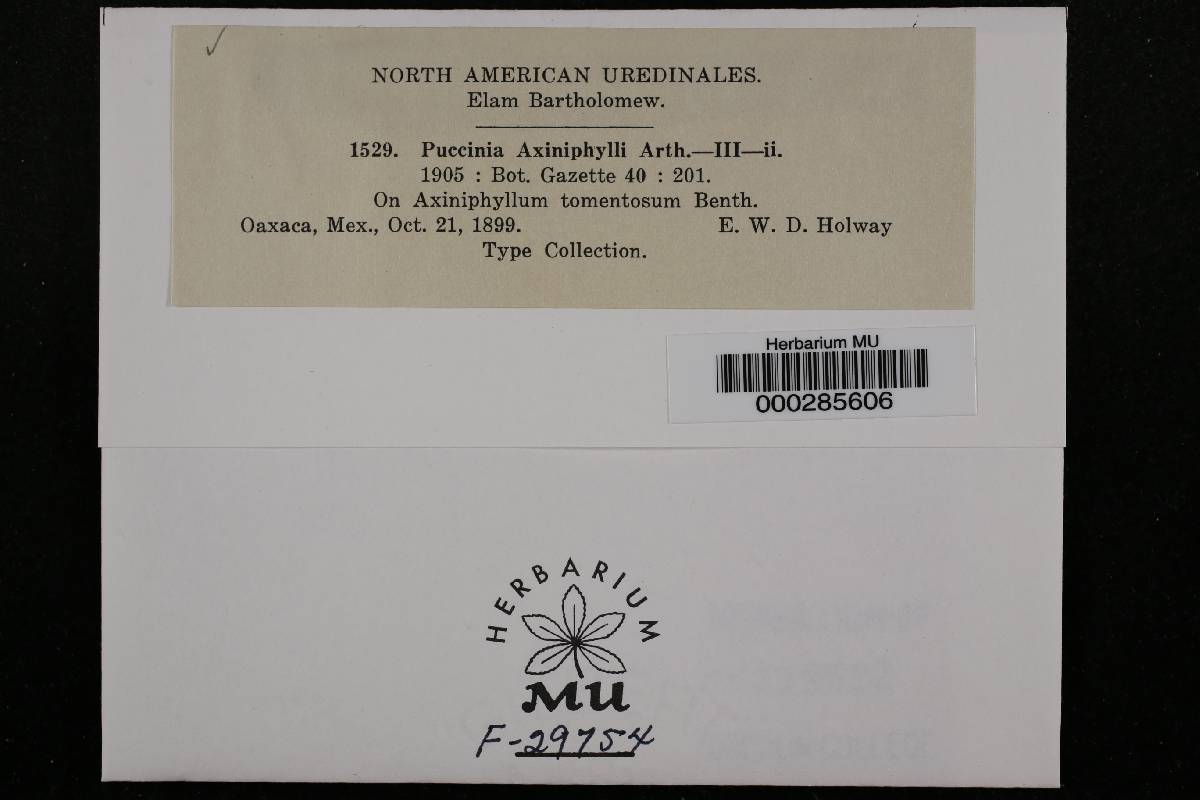 NORTH AMERICAN UREDINALES.
Elam Bartholomew.
1529. Puccinia Axiniphylli Arth.—III—ii.
1905 : Bot. Gazette 40 : 201.
On Axiniphyllum tomentosum Benth.
Oaxaca, Mex., Oct. 21, 1899. E. W. D. Holway
Type Collection.
Herbarium MU
000285606
HERBARIUM
MU
F-29754